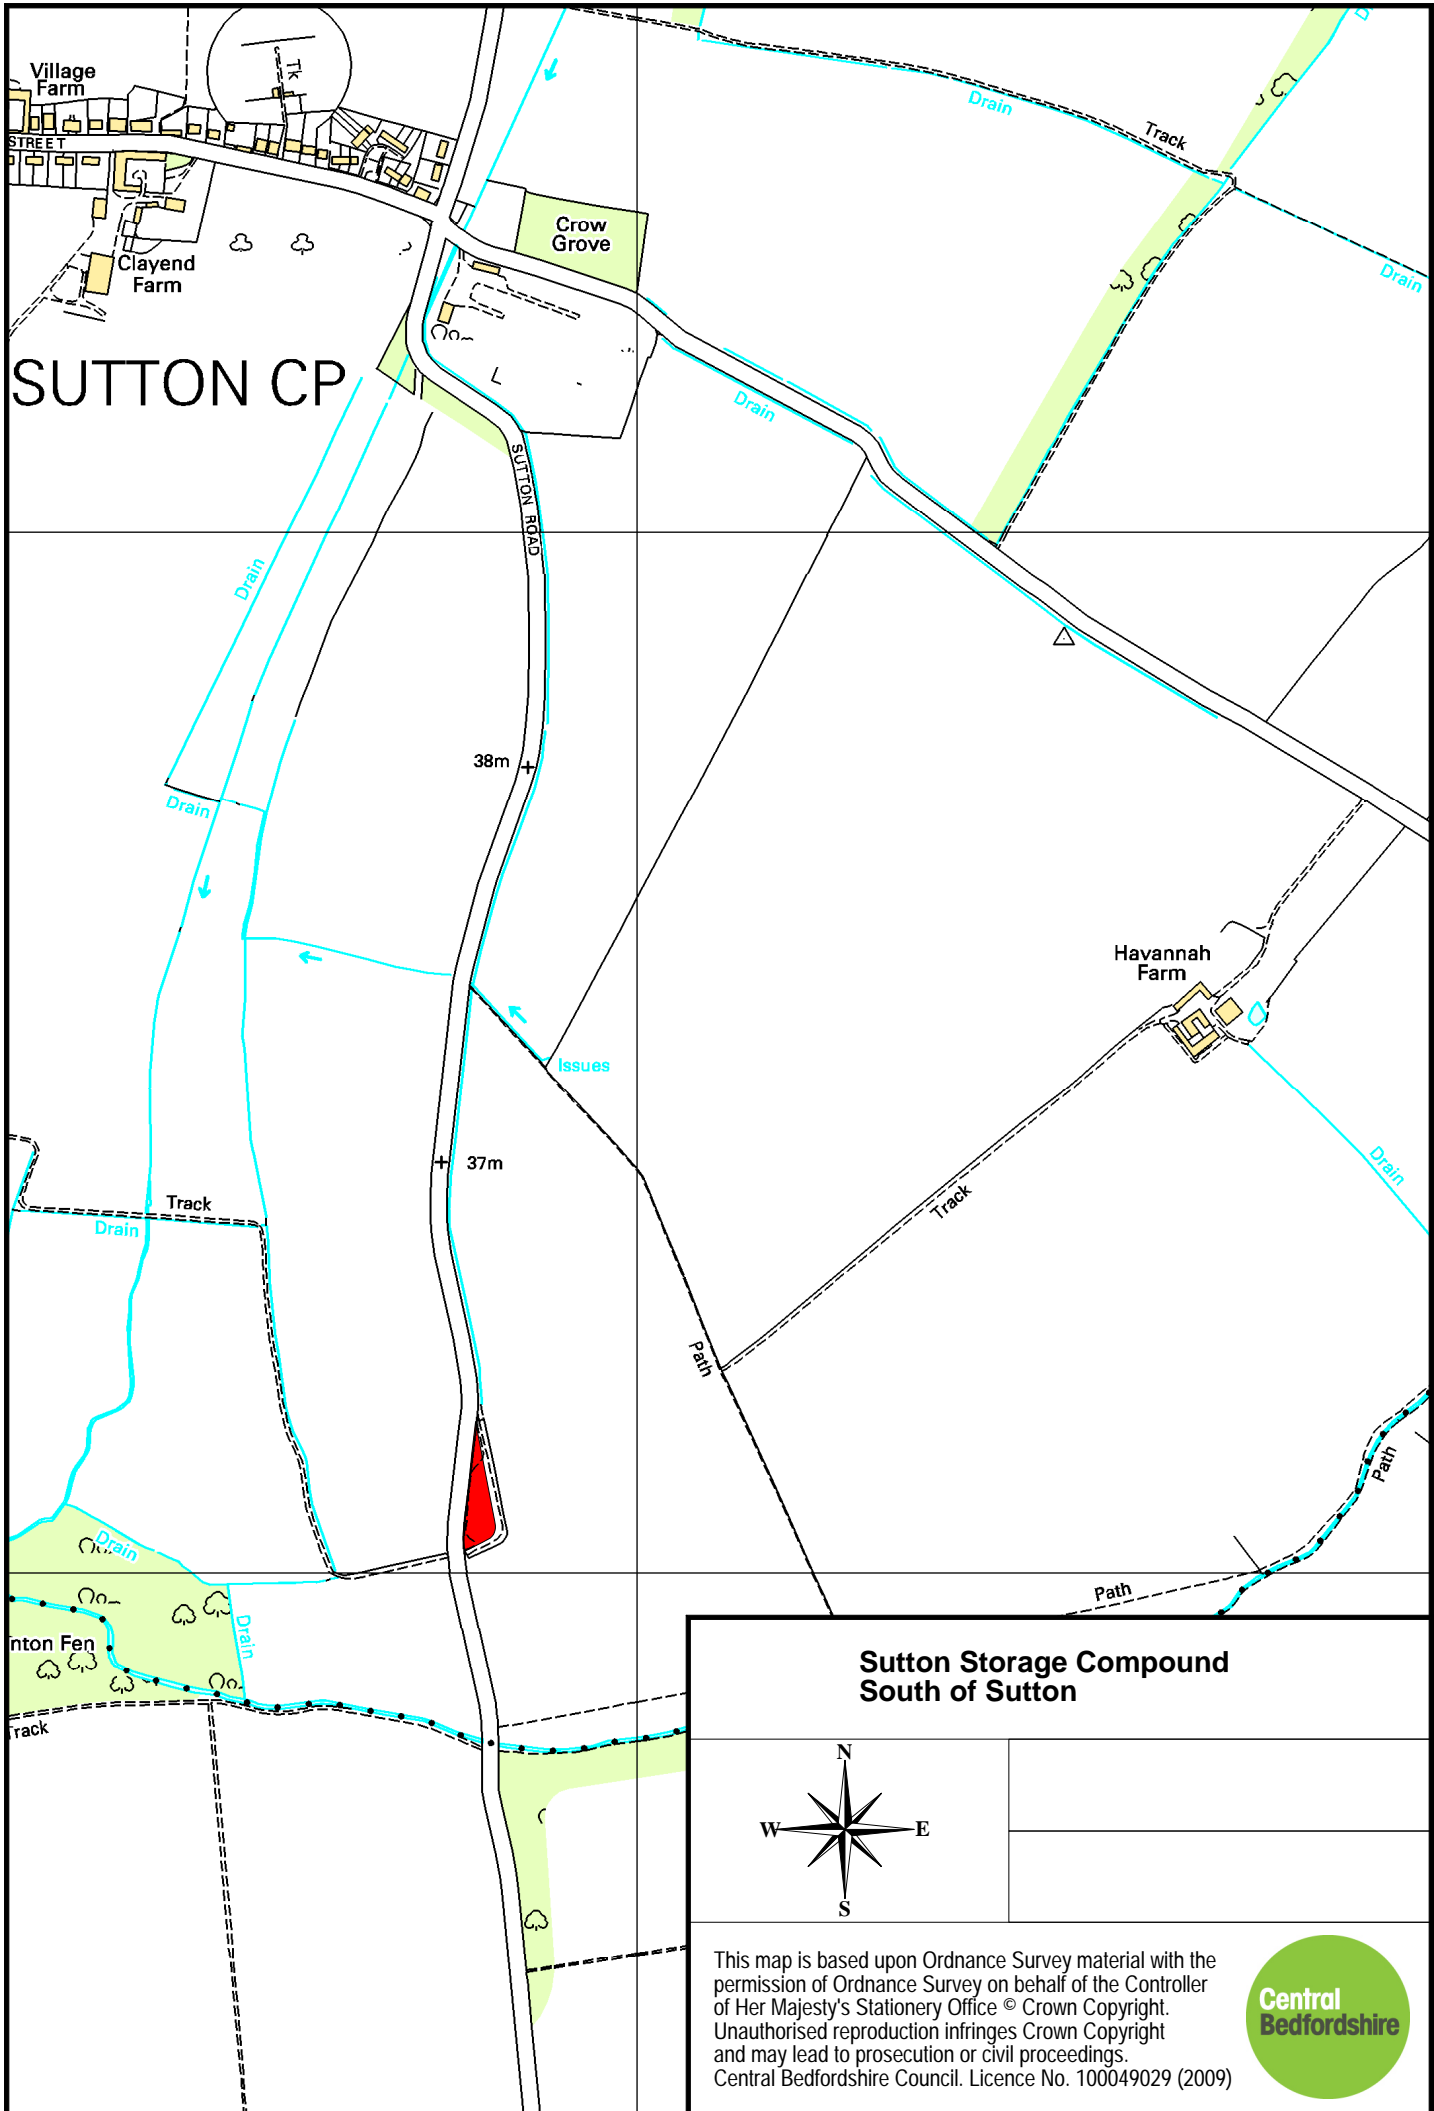 Village
Farm
Tk
STREET
Clayend
Farm
Crow
Grove
Drain
Track
D
Drain
SUTTON CP
Drain
SUTTON ROAD
Drain
38m
Drain
Havannah
Farm
Issues
37m
Track
Drain
Track
Drain
Path
Path
Drain
Drain
nton Fen
Track
Path
Sutton Storage Compound
South of Sutton
N
W
E
S
This map is based upon Ordnance Survey material with the
permission of Ordnance Survey on behalf of the Controller
of Her Majesty's Stationery Office © Crown Copyright.
Unauthorised reproduction infringes Crown Copyright
and may lead to prosecution or civil proceedings.
Central Bedfordshire Council. Licence No. 100049029 (2009)
Central
Bedfordshire